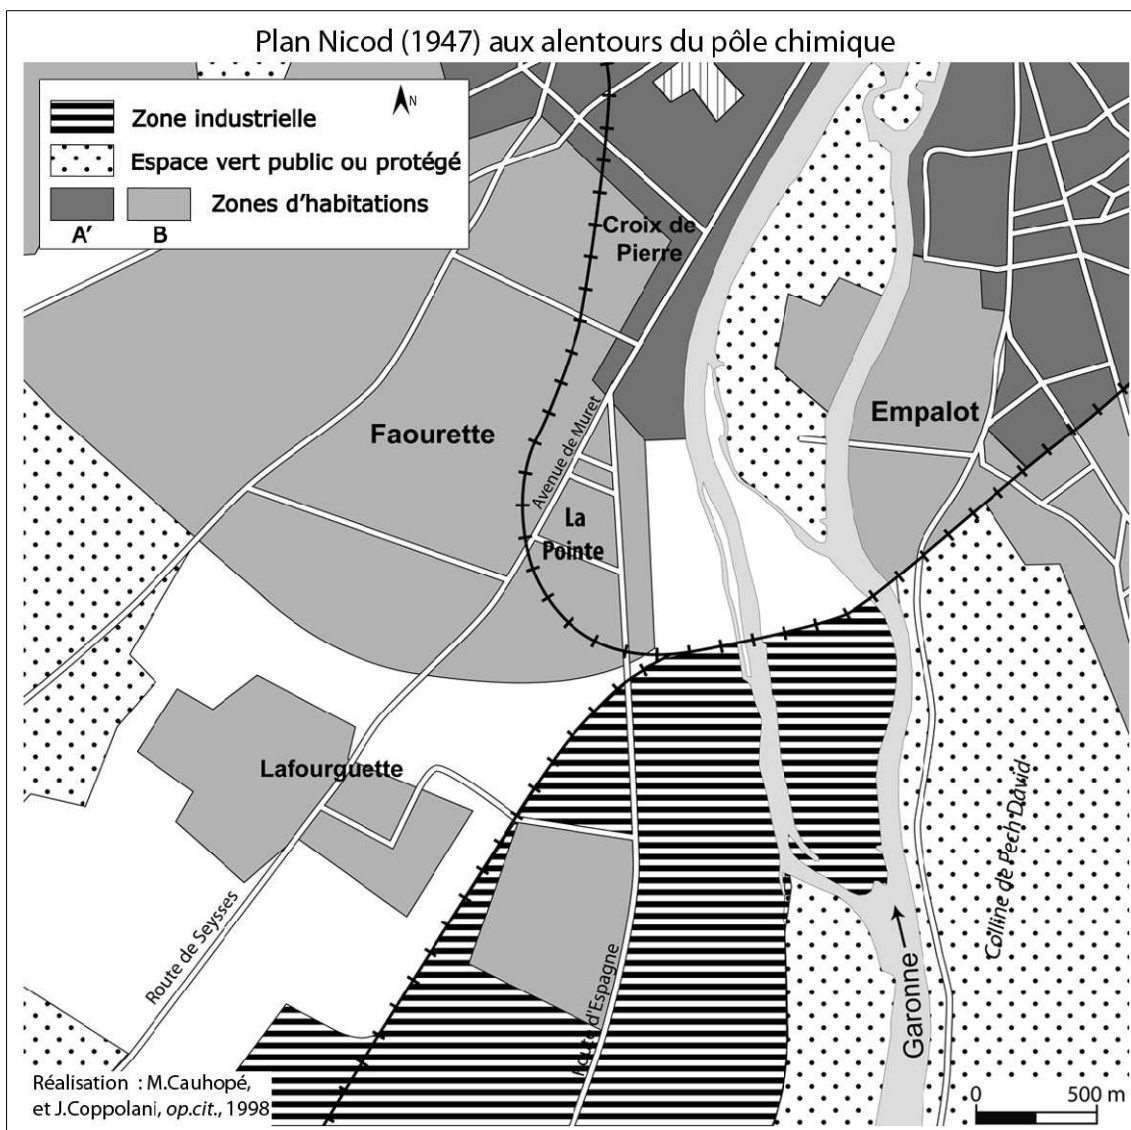 Plan Nicod (1947) aux alentours du pôle chimique
N
Zone industrielle
Espace vert public ou protégé
Zones d'habitations
A' B
Croix de
Pierre
Faourette
Avenue de Muret
Empalot
La
Pointe
Lafourguette
Colline de Pech David
Route de Seysses
Route d'Espagne
Garonne
Réalisation : M.Cauhopé,
et J.Coppolani, op.cit., 1998
0 500 m